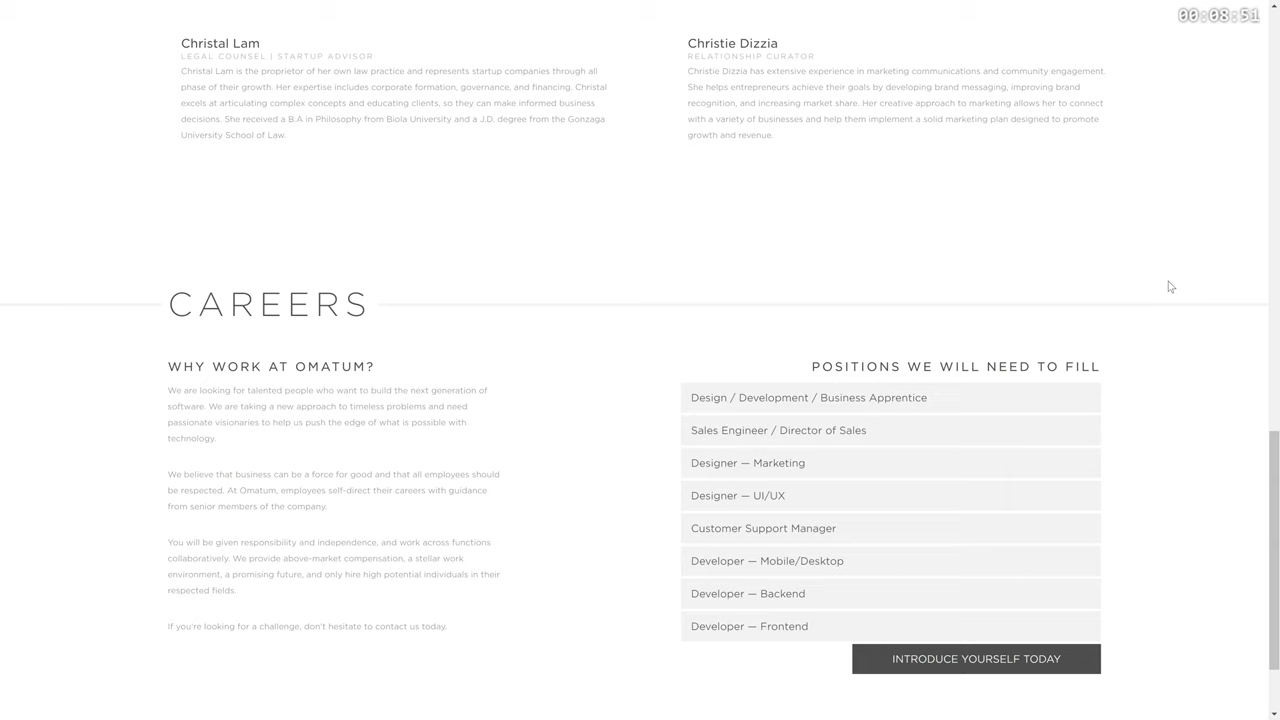 00:08:51
Christal Lam
LEGAL COUNSEL | STARTUP ADVISOR
Christal Lam is the proprietor of her own law practice and represents startup companies through all
phase of their growth. Her expertise includes corporate formation, governance, and financing. Christal
excels at articulating complex concepts and educating clients, so they can make informed business
decisions. She received a B.A in Philosophy from Biola University and a J.D. degree from the Gonzaga
University School of Law.
Christie Dizzia
RELATIONSHIP CURATOR
Christie Dizzia has extensive experience in marketing communications and community engagement.
She helps entrepreneurs achieve their goals by developing brand messaging, improving brand
recognition, and increasing market share. Her creative approach to marketing allows her to connect
with a variety of businesses and help them implement a solid marketing plan designed to promote
growth and revenue.
CAREERS
WHY WORK AT OMATUM?
We are looking for talented people who want to build the next generation of
software. We are taking a new approach to timeless problems and need
passionate visionaries to help us push the edge of what is possible with
technology.
We believe that business can be a force for good and that all employees should
be respected. At Omatum, employees self-direct their careers with guidance
from senior members of the company.
You will be given responsibility and independence, and work across functions
collaboratively. We provide above-market compensation, a stellar work
environment, a promising future, and only hire high potential individuals in their
respected fields.
If you're looking for a challenge, don't hesitate to contact us today.
POSITIONS WE WILL NEED TO FILL
Design / Development / Business Apprentice
Sales Engineer / Director of Sales
Designer — Marketing
Designer — UI/UX
Customer Support Manager
Developer — Mobile/Desktop
Developer — Backend
Developer — Frontend
INTRODUCE YOURSELF TODAY